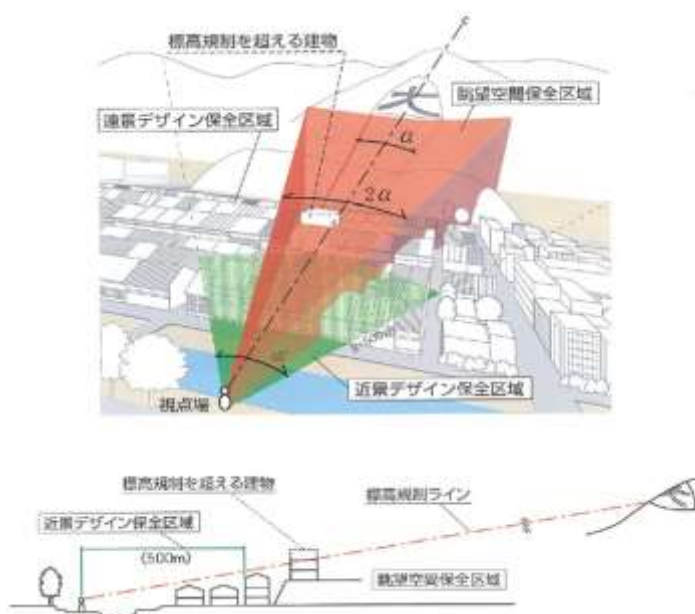 標高規制を超える建物
大
眺望空間保全区域
遠景デザイン保全区域
α
2α
近景デザイン保全区域
視点場
標高規制を超える建物
標高規制ライン
近景デザイン保全区域
(500m)
眺望空間保全区域